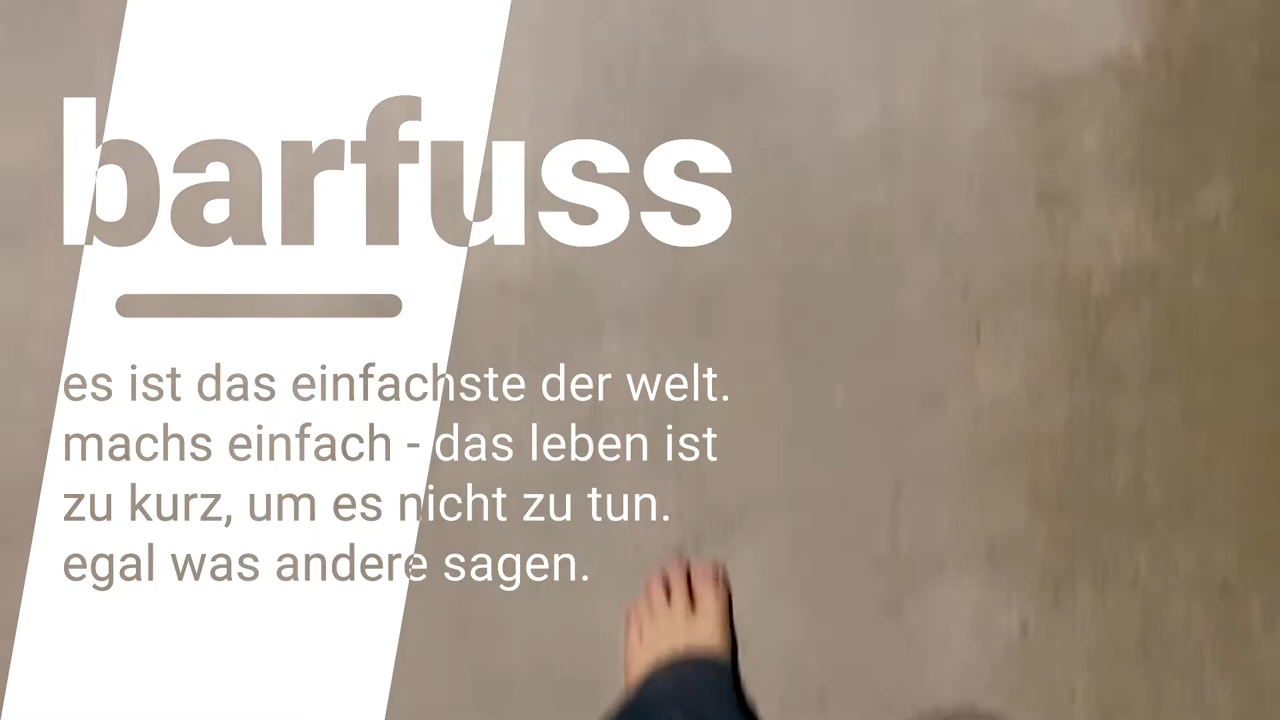 barfuss
es ist das einfachste der welt.
machs einfach - das leben ist
zu kurz, um es nicht zu tun.
egal was andere sagen.